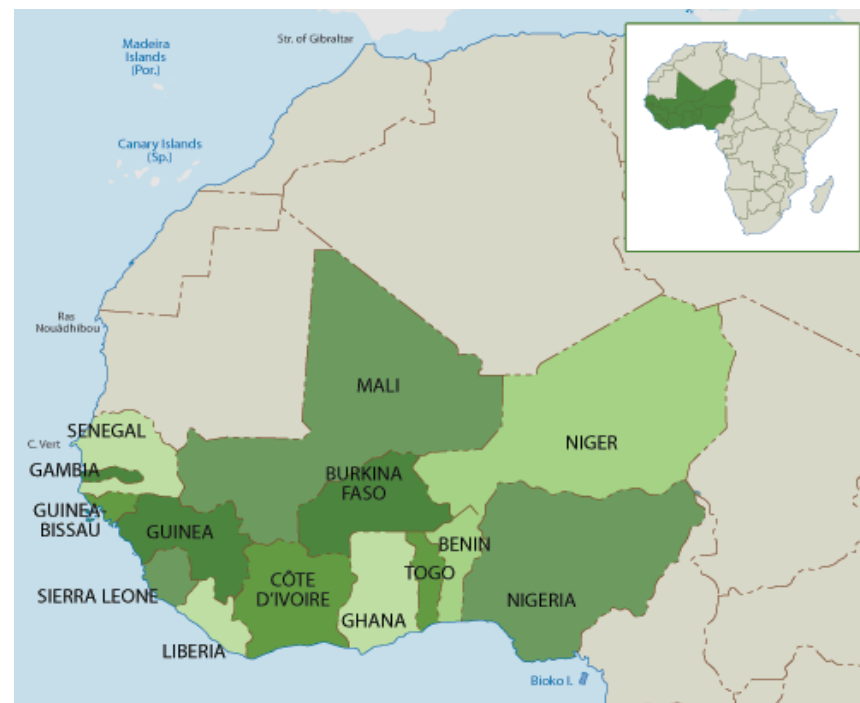 Madeira
Islands
(Por.)
Str. of Gibraltar
Canary Islands
(Sp.)
Ras
Nouâdhibou
MALI
SENEGAL
C. Vert
NIGER
GAMBIA
BURKINA
FASO
GUINEA-
BISSAU
GUINEA
BENIN
TOGO
CÔTE
D'IVOIRE
SIERRA LEONE
NIGERIA
GHANA
LIBERIA
Bioko I.